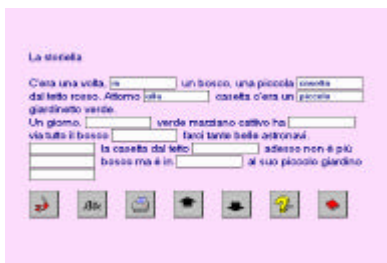 La storiella
C'era una volta, in un bosco, una piccola casetta
dal tetto rosso. Attorno alla casetta c'era un piccolo
giardinetto verde.
Un giorno, verde marziano cattivo ha
via tutto il bosco farci tante belle astronavi.
la casetta dal tetto adesso non è più
bosco ma è in al suo piccolo giardino